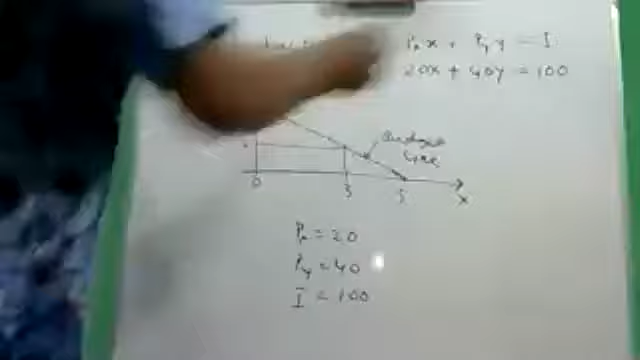 Pₓx + Pᵧy = I
20x + 40y = 100
Budget
Line
0 3 5 x
Pₓ = 20
Pᵧ = 40
I = 100